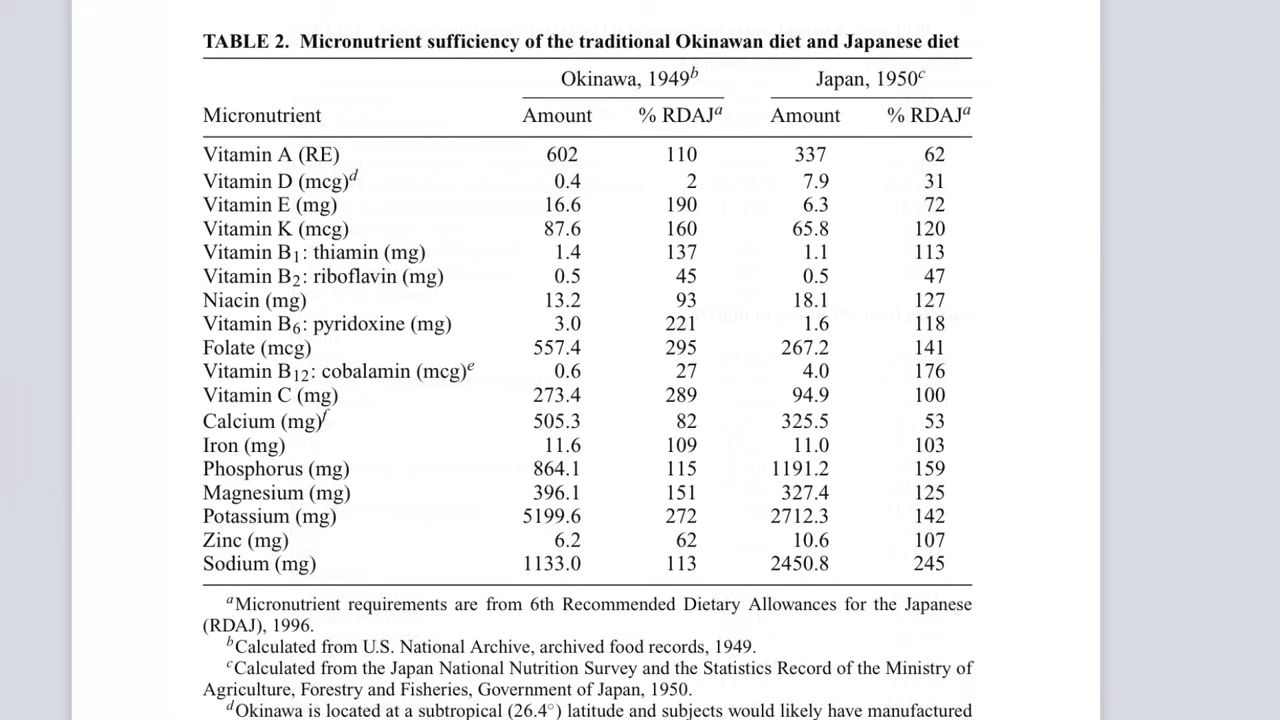 TABLE 2. Micronutrient sufficiency of the traditional Okinawan diet and Japanese diet
Okinawa, 1949b Japan, 1950c
Micronutrient Amount % RDAJa Amount % RDAJa
Vitamin A (RE) 602 110 337 62
Vitamin D (mcg)d 0.4 2 7.9 31
Vitamin E (mg) 16.6 190 6.3 72
Vitamin K (mcg) 87.6 160 65.8 120
Vitamin B1: thiamin (mg) 1.4 137 1.1 113
Vitamin B2: riboflavin (mg) 0.5 45 0.5 47
Niacin (mg) 13.2 93 18.1 127
Vitamin B6: pyridoxine (mg) 3.0 221 1.6 118
Folate (mcg) 557.4 295 267.2 141
Vitamin B12: cobalamin (mcg)e 0.6 27 4.0 176
Vitamin C (mg) 273.4 289 94.9 100
Calcium (mg)f 505.3 82 325.5 53
Iron (mg) 11.6 109 11.0 103
Phosphorus (mg) 864.1 115 1191.2 159
Magnesium (mg) 396.1 151 327.4 125
Potassium (mg) 5199.6 272 2712.3 142
Zinc (mg) 6.2 62 10.6 107
Sodium (mg) 1133.0 113 2450.8 245
aMicronutrient requirements are from 6th Recommended Dietary Allowances for the Japanese
(RDAJ), 1996.
bCalculated from U.S. National Archive, archived food records, 1949.
cCalculated from the Japan National Nutrition Survey and the Statistics Record of the Ministry of
Agriculture, Forestry and Fisheries, Government of Japan, 1950.
dOkinawa is located at a subtropical (26.4°) latitude and subjects would likely have manufactured